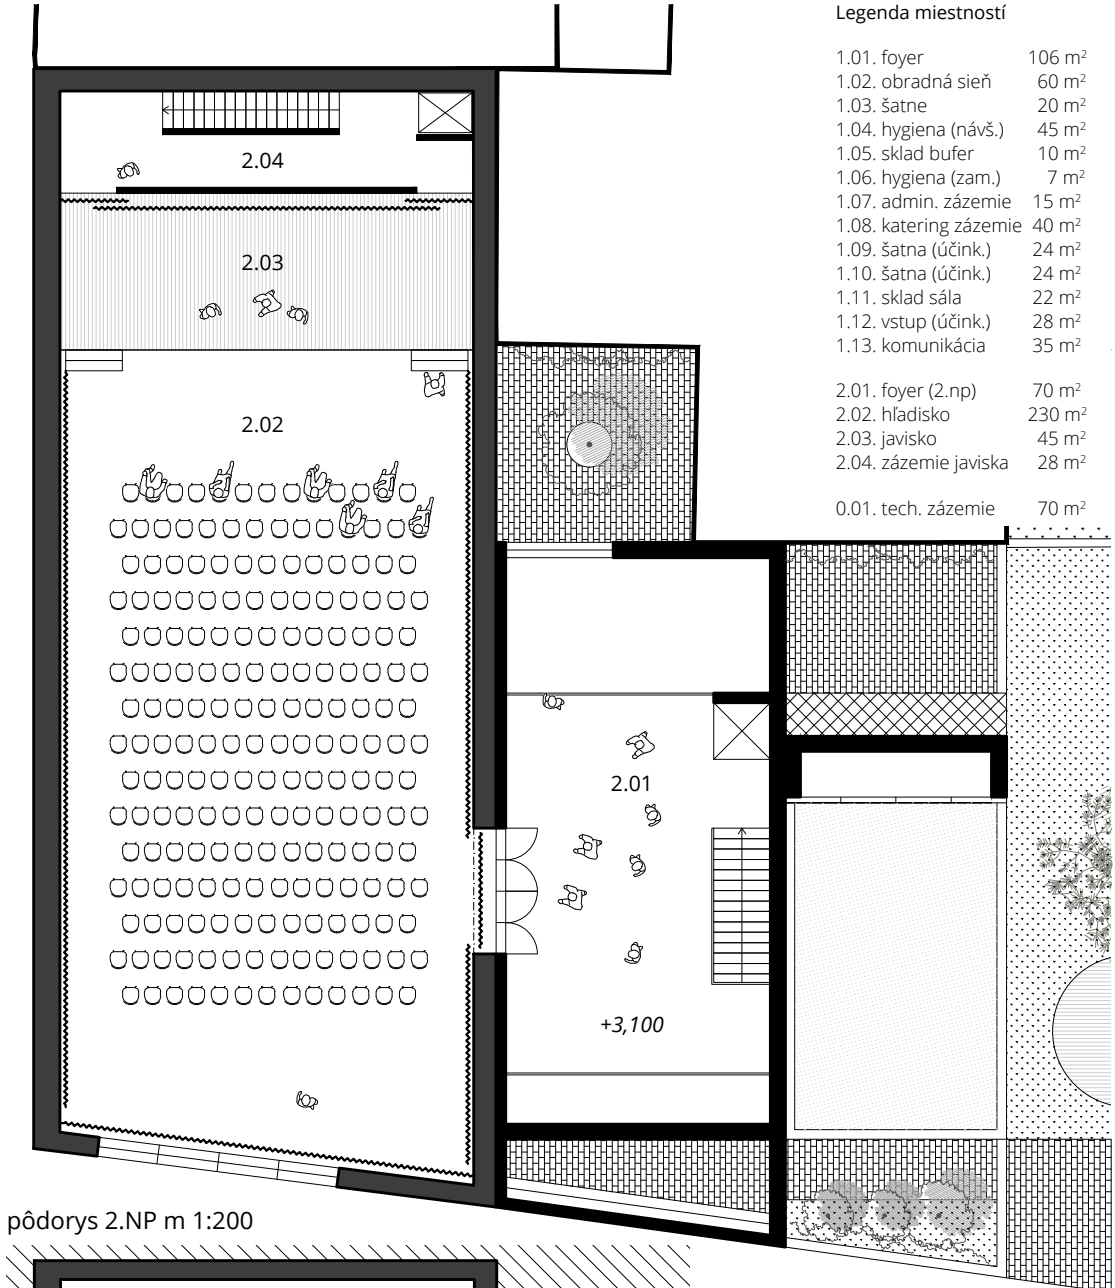 Legenda miestností
1.01. foyer 106 m²
1.02. obradná sieň 60 m²
1.03. šatne 20 m²
1.04. hygiena (návš.) 45 m²
1.05. sklad bufer 10 m²
1.06. hygiena (zam.) 7 m²
1.07. admin. zázemie 15 m²
1.08. katering zázemie 40 m²
1.09. šatna (účink.) 24 m²
1.10. šatna (účink.) 24 m²
1.11. sklad sála 22 m²
1.12. vstup (účink.) 28 m²
1.13. komunikácia 35 m²
2.01. foyer (2.np) 70 m²
2.02. hľadisko 230 m²
2.03. javisko 45 m²
2.04. zázemie javiska 28 m²
0.01. tech. zázemie 70 m²
2.04
2.03
2.02
2.01
+3,100
pôdorys 2.NP m 1:200